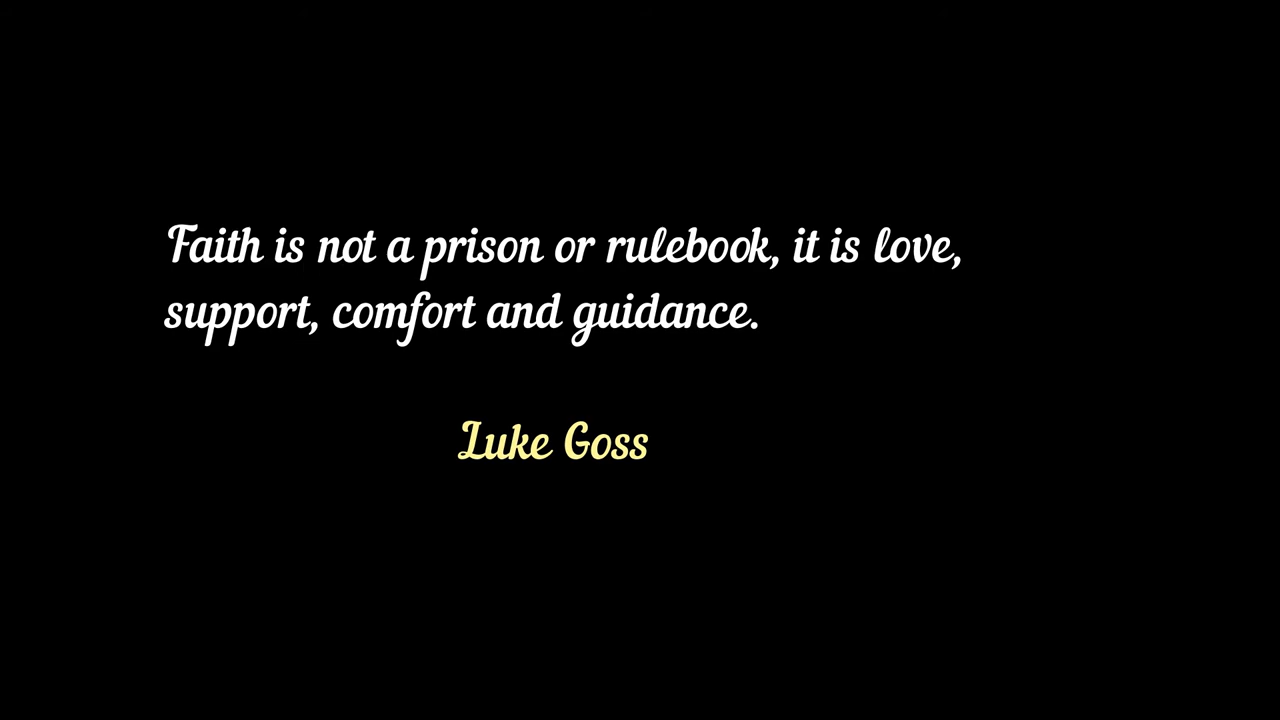 Faith is not a prison or rulebook, it is love,
support, comfort and guidance.
Luke Goss